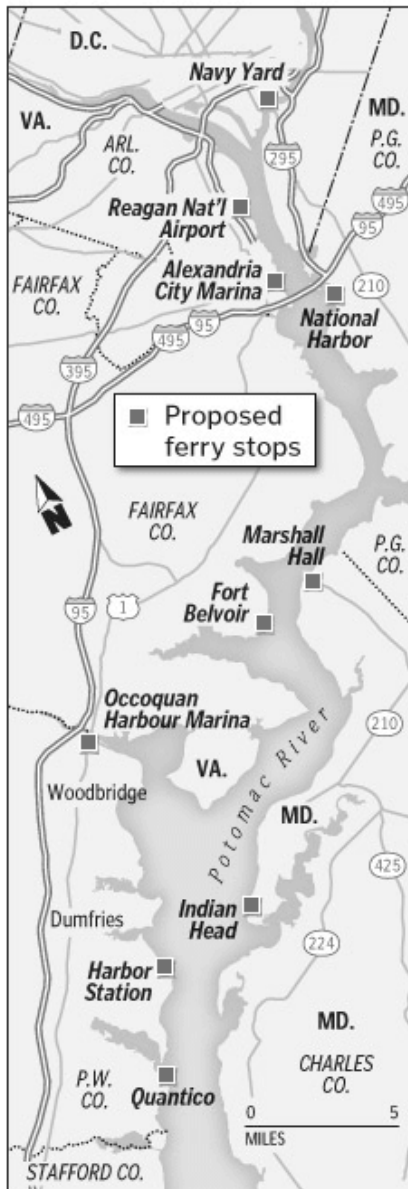 D.C.
Navy Yard
VA.
MD.
ARL.
CO.
P.G.
CO.
295
495
95
Reagan Nat'l
Airport
Alexandria
City Marina
210
FAIRFAX
CO.
National
Harbor
95
495
395
495
Proposed
ferry stops
N
FAIRFAX
CO.
Marshall
Hall
P.G.
CO.
Fort
Belvoir
95
1
Occoquan
Harbour Marina
210
VA.
Potomac River
Woodbridge
MD.
425
Indian
Head
Dumfries
224
Harbor
Station
MD.
CHARLES
CO.
P.W.
CO.
Quantico
0 5
MILES
STAFFORD CO.